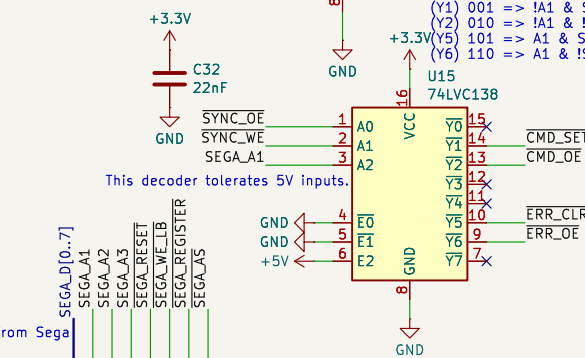 (Y1) 001 => !A1 & S
(Y2) 010 => !A1 & !
(Y5) 101 => A1 & S
(Y6) 110 => A1 & !S
8
GND
+3.3V
C32
22nF
GND
+3.3V
U15
74LVC138
16
VCC
SYNC_OE 1 A0
SYNC_WE 2 A1
SEGA_A1 3 A2
This decoder tolerates 5V inputs.
GND 4 E0
GND 5 E1
+5V 6 E2
Y0 15
Y1 14 CMD_SET
Y2 13 CMD_OE
Y3 12
Y4 11
Y5 10 ERR_CLR
Y6 9 ERR_OE
Y7 7
GND
8
GND
SEGA_D[0..7]
SEGA_A1
SEGA_A2
SEGA_A3
SEGA_RESET
SEGA_WE_LB
SEGA_REGISTER
SEGA_AS
rom Sega